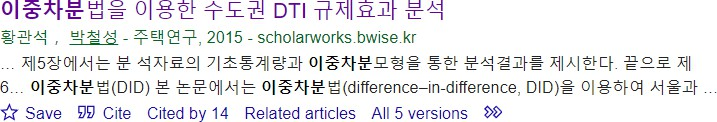 이중차분법을 이용한 수도권 DTI 규제효과 분석
황관석 , 박철성 - 주택연구, 2015 - scholarworks.bwise.kr
… 제5장에서는 분 석자료의 기초통계량과 이중차분모형을 통한 분석결과를 제시한다. 끝으로 제
6… 이중차분법(DID) 본 논문에서는 이중차분법(difference–in-difference, DID)을 이용하여 서울과 …
Save Cite Cited by 14 Related articles All 5 versions